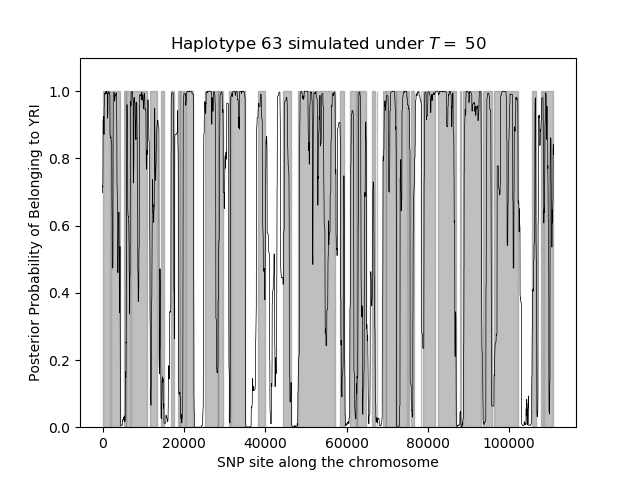 Haplotype 63 simulated under T = 50
Posterior Probability of Belonging to YRI
1.0
0.8
0.6
0.4
0.2
0.0
0 20000 40000 60000 80000 100000
SNP site along the chromosome